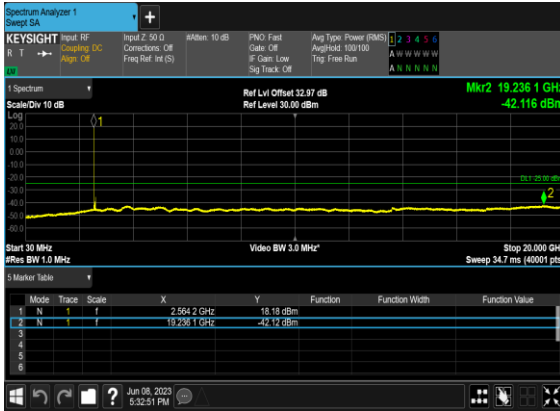 Spectrum Analyzer 1
Swept SA
+
KEYSIGHT Input: RF Input Z: 50 Ω #Atten: 10 dB PNO: Fast Avg Type: Power (RMS) 1 2 3 4 5 6
R T Coupling: DC Corrections: Off Gate: Off Avg|Hold: 100/100 A W W W W W
Align: Off Freq Ref: Int (S) IF Gain: Low Trig: Free Run
Sig Track: Off A N N N N N
1 Spectrum Ref Lvl Offset 32.97 dB Mkr2 19.236 1 GHz
Scale/Div 10 dB Ref Level 30.00 dBm -42.116 dBm
Log
20.0
10.0
0.00
-10.0
-20.0
-30.0
-40.0
-50.0
-60.0
1
DL1 -25.00 dBm
2
Start 30 MHz Video BW 3.0 MHz* Stop 20.000 GHz
#Res BW 1.0 MHz Sweep 34.7 ms (40001 pts)
5 Marker Table
Mode Trace Scale X Y Function Function Width Function Value
1 N 1 f 2.564 2 GHz 18.18 dBm
2 N 1 f 19.236 1 GHz -42.12 dBm
3
4
5
6
? Jun 08, 2023
5:32:51 PM